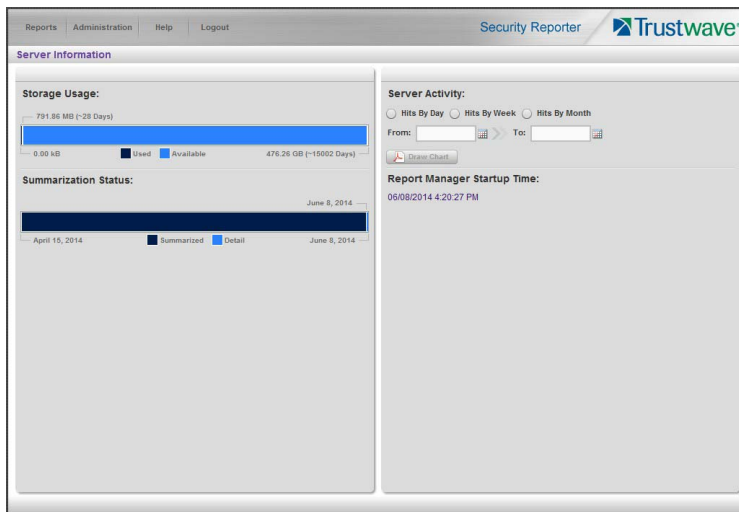 Reports Administration Help Logout
Security Reporter Trustwave®
Server Information
Storage Usage:
791.86 MB (~28 Days)
0.00 kB Used Available 476.26 GB (~15002 Days)
Summarization Status:
June 8, 2014
April 15, 2014 Summarized Detail June 8, 2014
Server Activity:
Hits By Day Hits By Week Hits By Month
From: To:
Draw Chart
Report Manager Startup Time:
06/08/2014 4:20:27 PM